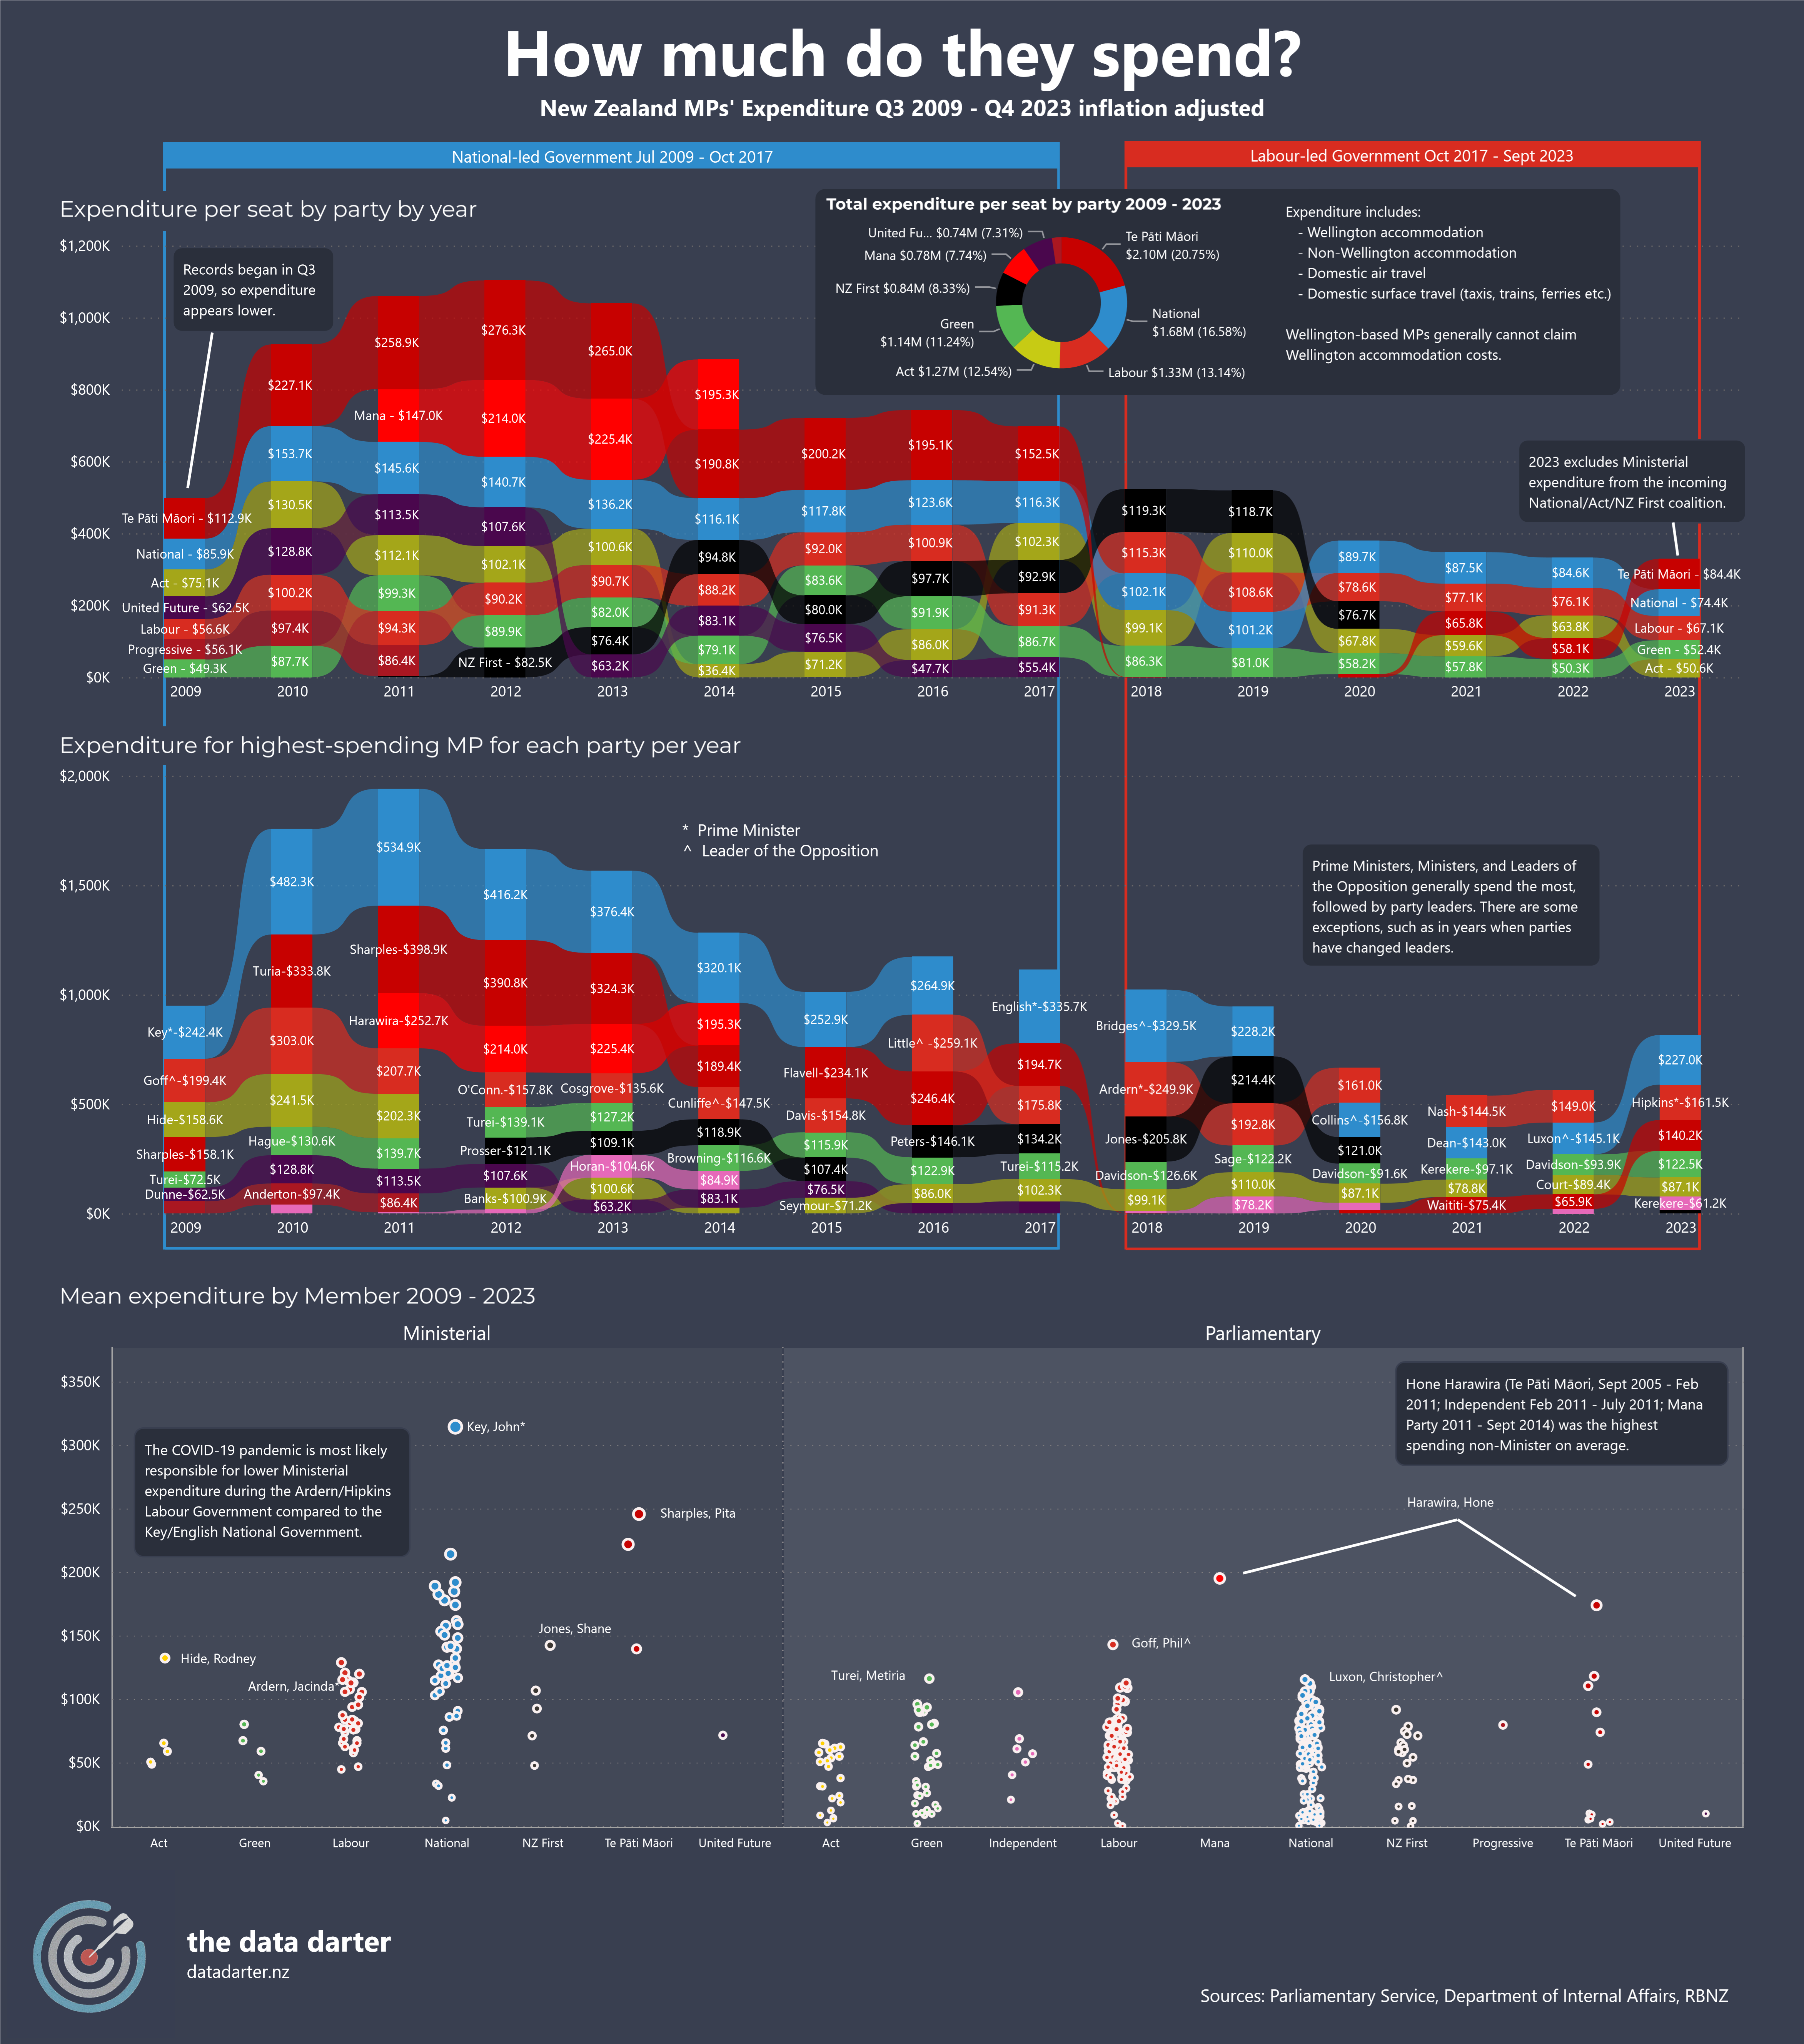 How much do they spend?
New Zealand MPs' Expenditure Q3 2009 - Q4 2023 inflation adjusted
National-led Government Jul 2009 - Oct 2017
Labour-led Government Oct 2017 - Sept 2023
Expenditure per seat by party by year
$1,200K
$1,000K
$800K
$600K
$400K
$200K
$0K
Records began in Q3
2009, so expenditure
appears lower.
Total expenditure per seat by party 2009 - 2023
United Fu... $0.74M (7.31%)
Mana $0.78M (7.74%)
NZ First $0.84M (8.33%)
Green
$1.14M (11.24%)
Act $1.27M (12.54%)
Te Pāti Māori
$2.10M (20.75%)
National
$1.68M (16.58%)
Labour $1.33M (13.14%)
Expenditure includes:
- Wellington accommodation
- Non-Wellington accommodation
- Domestic air travel
- Domestic surface travel (taxis, trains, ferries etc.)
Wellington-based MPs generally cannot claim
Wellington accommodation costs.
2023 excludes Ministerial
expenditure from the incoming
National/Act/NZ First coalition.
Te Pāti Māori - $112.9K
National - $85.9K
Act - $75.1K
United Future - $62.5K
Labour - $56.6K
Progressive - $56.1K
Green - $49.3K
2009
$227.1K
$153.7K
$130.5K
$128.8K
$100.2K
$97.4K
$87.7K
2010
$258.9K
Mana - $147.0K
$145.6K
$113.5K
$112.1K
$99.3K
$94.3K
$86.4K
2011
$276.3K
$214.0K
$140.7K
$107.6K
$102.1K
$90.2K
$89.9K
NZ First - $82.5K
2012
$265.0K
$225.4K
$136.2K
$100.6K
$90.7K
$82.0K
$76.4K
$63.2K
2013
$195.3K
$190.8K
$116.1K
$94.8K
$88.2K
$83.1K
$79.1K
$36.4K
2014
$200.2K
$117.8K
$92.0K
$83.6K
$80.0K
$76.5K
$71.2K
2015
$195.1K
$123.6K
$100.9K
$97.7K
$91.9K
$86.0K
$47.7K
2016
$152.5K
$116.3K
$102.3K
$92.9K
$91.3K
$86.7K
$55.4K
2017
$119.3K
$115.3K
$102.1K
$99.1K
$86.3K
2018
$118.7K
$110.0K
$108.6K
$101.2K
$81.0K
2019
$89.7K
$78.6K
$76.7K
$67.8K
$58.2K
2020
$87.5K
$77.1K
$65.8K
$59.6K
$57.8K
2021
$84.6K
$76.1K
$63.8K
$58.1K
$50.3K
2022
Te Pāti Māori - $84.4K
National - $74.4K
Labour - $67.1K
Green - $52.4K
Act - $50.6K
2023
Expenditure for highest-spending MP for each party per year
$2,000K
$1,500K
$1,000K
$500K
$0K
* Prime Minister
^ Leader of the Opposition
Prime Ministers, Ministers, and Leaders of
the Opposition generally spend the most,
followed by party leaders. There are some
exceptions, such as in years when parties
have changed leaders.
Key*-$242.4K
Goff^-$199.4K
Hide-$158.6K
Sharples-$158.1K
Turei-$72.5K
Dunne-$62.5K
2009
$482.3K
Turia-$333.8K
$303.0K
$241.5K
Hague-$130.6K
$128.8K
Anderton-$97.4K
2010
$534.9K
Sharples-$398.9K
Harawira-$252.7K
$207.7K
$202.3K
$139.7K
$113.5K
$86.4K
2011
$416.2K
$390.8K
$214.0K
O'Conn.-$157.8K
Turei-$139.1K
Prosser-$121.1K
$107.6K
Banks-$100.9K
2012
$376.4K
$324.3K
$225.4K
Cosgrove-$135.6K
$127.2K
$109.1K
Horan-$104.6K
$100.6K
$63.2K
2013
$320.1K
$195.3K
$189.4K
Cunliffe^-$147.5K
$118.9K
Browning-$116.6K
$84.9K
$83.1K
2014
$252.9K
Flavell-$234.1K
Davis-$154.8K
$115.9K
$107.4K
$76.5K
Seymour-$71.2K
2015
$264.9K
Little^ -$259.1K
$246.4K
Peters-$146.1K
$122.9K
$86.0K
2016
English*-$335.7K
$194.7K
$175.8K
$134.2K
Turei-$115.2K
$102.3K
2017
Bridges^-$329.5K
Ardern*-$249.9K
Jones-$205.8K
Davidson-$126.6K
$99.1K
2018
$228.2K
$214.4K
$192.8K
Sage-$122.2K
$110.0K
$78.2K
2019
$161.0K
Collins^-$156.8K
$121.0K
Davidson-$91.6K
$87.1K
2020
Nash-$144.5K
Dean-$143.0K
Kerekere-$97.1K
$78.8K
Waititi-$75.4K
2021
$149.0K
Luxon^-$145.1K
Davidson-$93.9K
Court-$89.4K
$65.9K
2022
$227.0K
Hipkins*-$161.5K
$140.2K
$122.5K
$87.1K
Kerekere-$61.2K
2023
Mean expenditure by Member 2009 - 2023
Ministerial
Parliamentary
$350K
$300K
$250K
$200K
$150K
$100K
$50K
$0K
The COVID-19 pandemic is most likely
responsible for lower Ministerial
expenditure during the Ardern/Hipkins
Labour Government compared to the
Key/English National Government.
Hone Harawira (Te Pāti Māori, Sept 2005 - Feb
2011; Independent Feb 2011 - July 2011; Mana
Party 2011 - Sept 2014) was the highest
spending non-Minister on average.
Key, John*
Sharples, Pita
Harawira, Hone
Jones, Shane
Hide, Rodney
Ardern, Jacinda*
Goff, Phil^
Turei, Metiria
Luxon, Christopher^
Act
Green
Labour
National
NZ First
Te Pāti Māori
United Future
Act
Green
Independent
Labour
Mana
National
NZ First
Progressive
Te Pāti Māori
United Future
the data darter
datadarter.nz
Sources: Parliamentary Service, Department of Internal Affairs, RBNZ